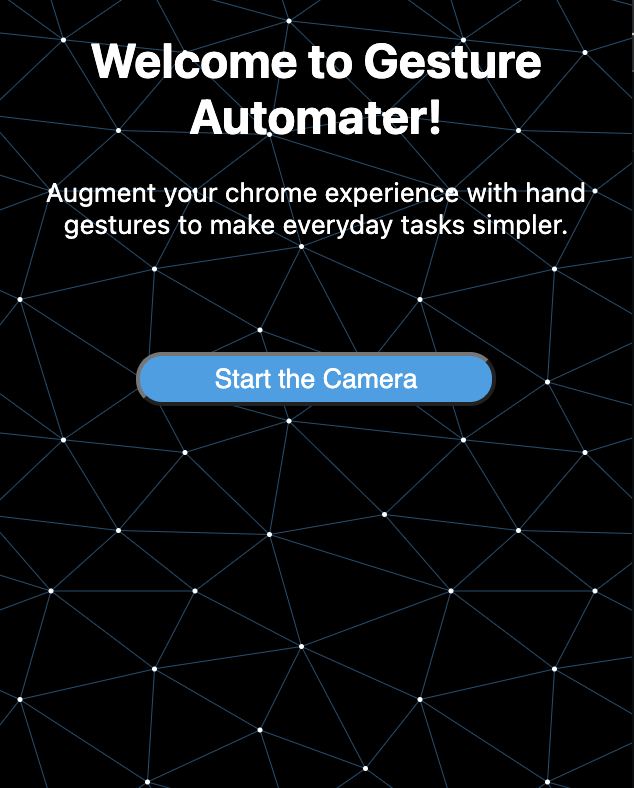 Welcome to Gesture
Automater!
Augment your chrome experience with hand
gestures to make everyday tasks simpler.
Start the Camera